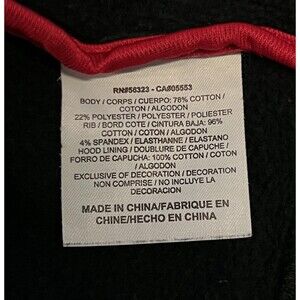 RN#56323 - CA#05553
BODY / CORPS / CUERPO: 78% COTTON /
COTON / ALGODON
22% POLYESTER / POLYESTER / POLIESTER
RIB / BORD COTE / CINTURA BAJA: 96%
COTTON / COTON / ALGODON
4% SPANDEX / ELASTHANNE / ELASTANO
HOOD LINING / DOUBLURE DE CAPUCHE /
FORRO DE CAPUCHA: 100% COTTON / COTON
/ ALGODON
EXCLUSIVE OF DECORATION / DECORATION
NON COMPRISE / NO INCLUYE LA
DECORACION
MADE IN CHINA/FABRIQUE EN
CHINE/HECHO EN CHINA